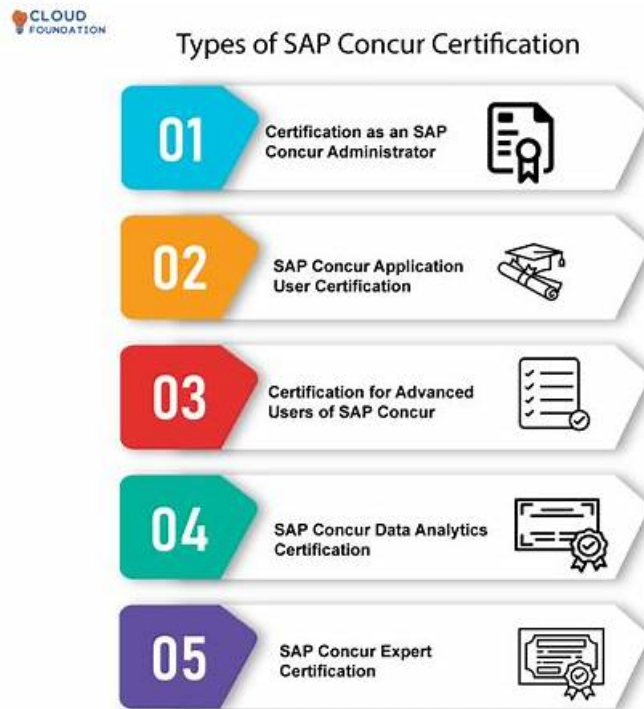 CLOUD
FOUNDATION
Types of SAP Concur Certification
01
Certification as an SAP
Concur Administrator
02
SAP Concur Application
User Certification
03
Certification for Advanced
Users of SAP Concur
04
SAP Concur Data Analytics
Certification
05
SAP Concur Expert
Certification